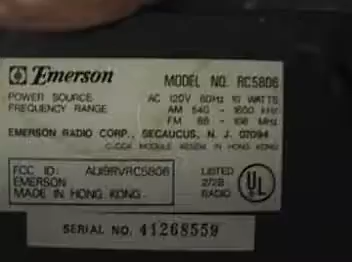 Emerson MODEL NO. RC5806
POWER SOURCE AC 120V 60Hz 10 WATTS
FREQUENCY RANGE AM 540 - 1600 kHz
FM 88 - 108 MHz
EMERSON RADIO CORP., SECAUCUS, N. J. 07094
CLOCK MODULE MADE IN HONG KONG
FCC ID: AIJ9RVRC5806
EMERSON
MADE IN HONG KONG
LISTED
272B
RADIO
UL
SERIAL NO. 41268559